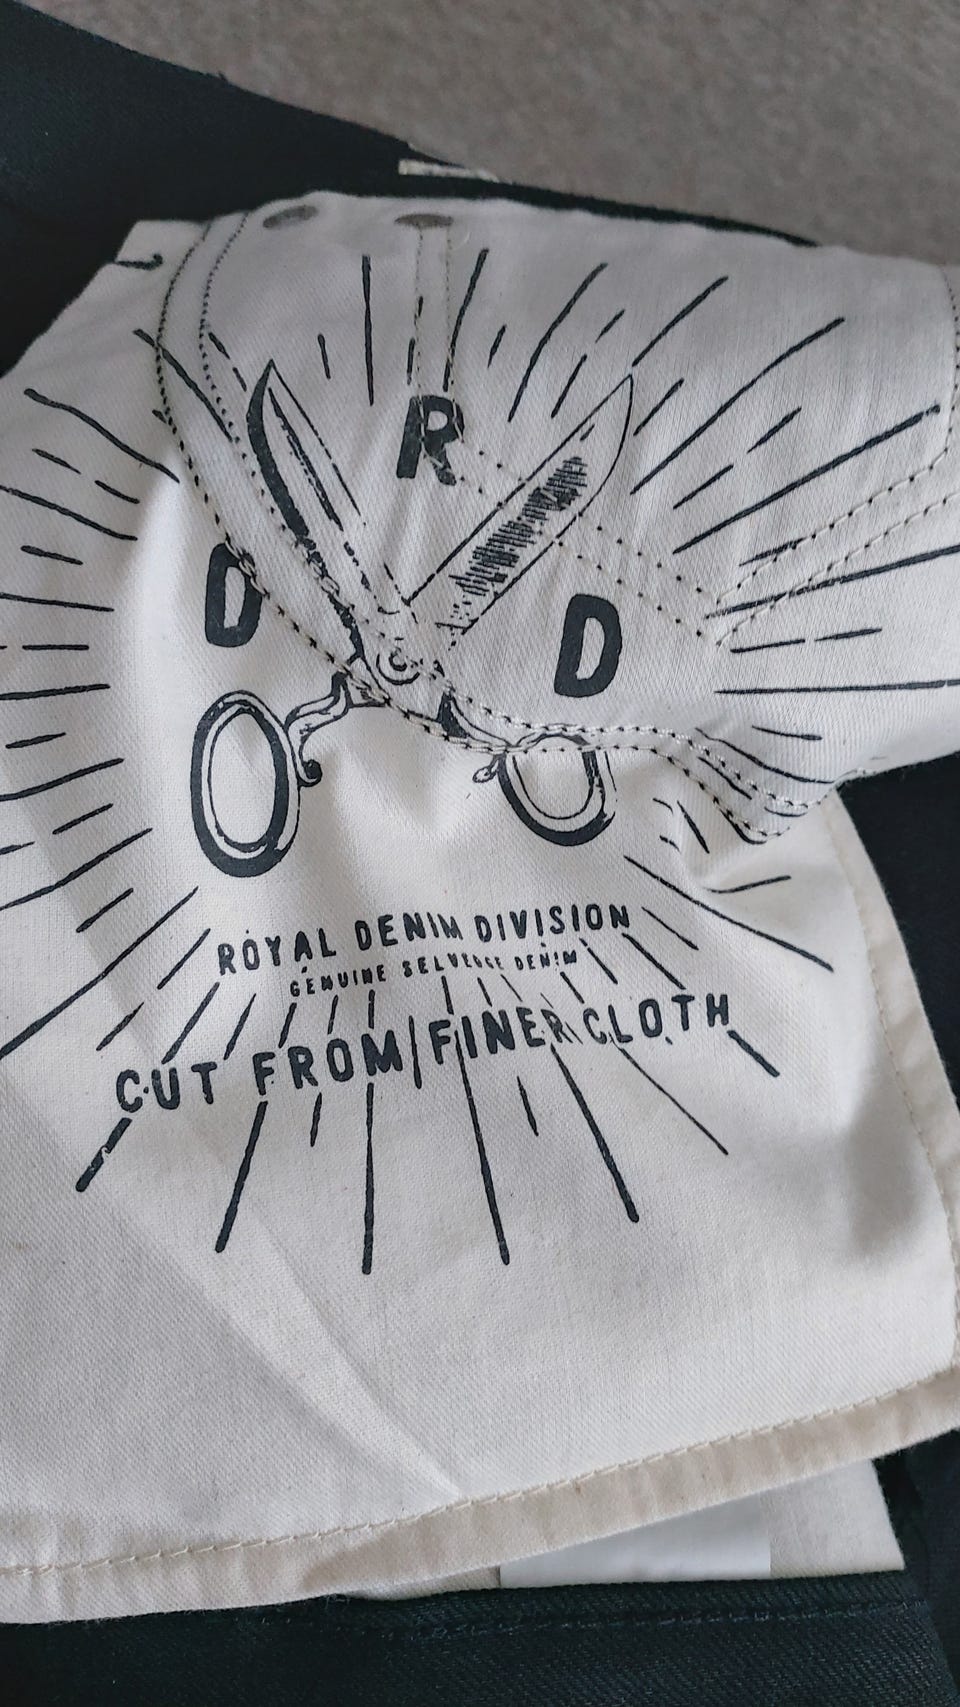 R
D D
ROYAL DENIM DIVISION
GENUINE SELVEDGE DENIM
CUT FROM FINER CLOTH